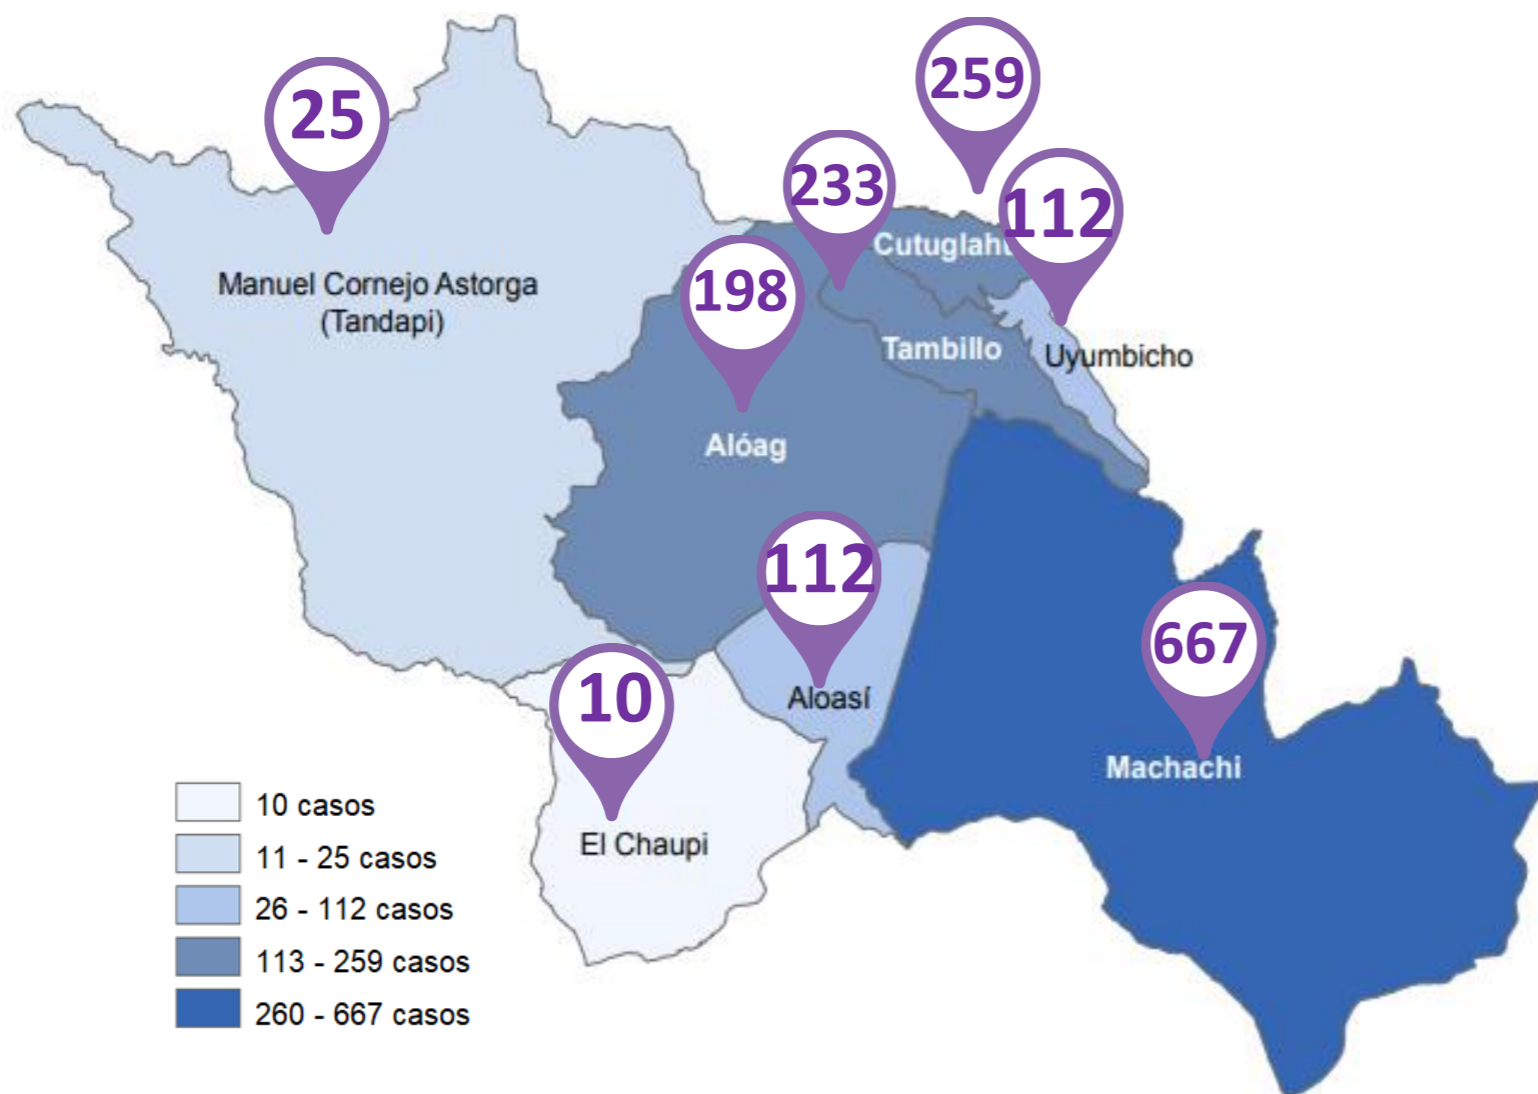 259
25
233
112
Cutuglahu
198
Manuel Cornejo Astorga
(Tandapi)
Tambillo
Uyumbicho
Alóag
112
667
10
Aloasí
Machachi
El Chaupi
10 casos
11 - 25 casos
26 - 112 casos
113 - 259 casos
260 - 667 casos